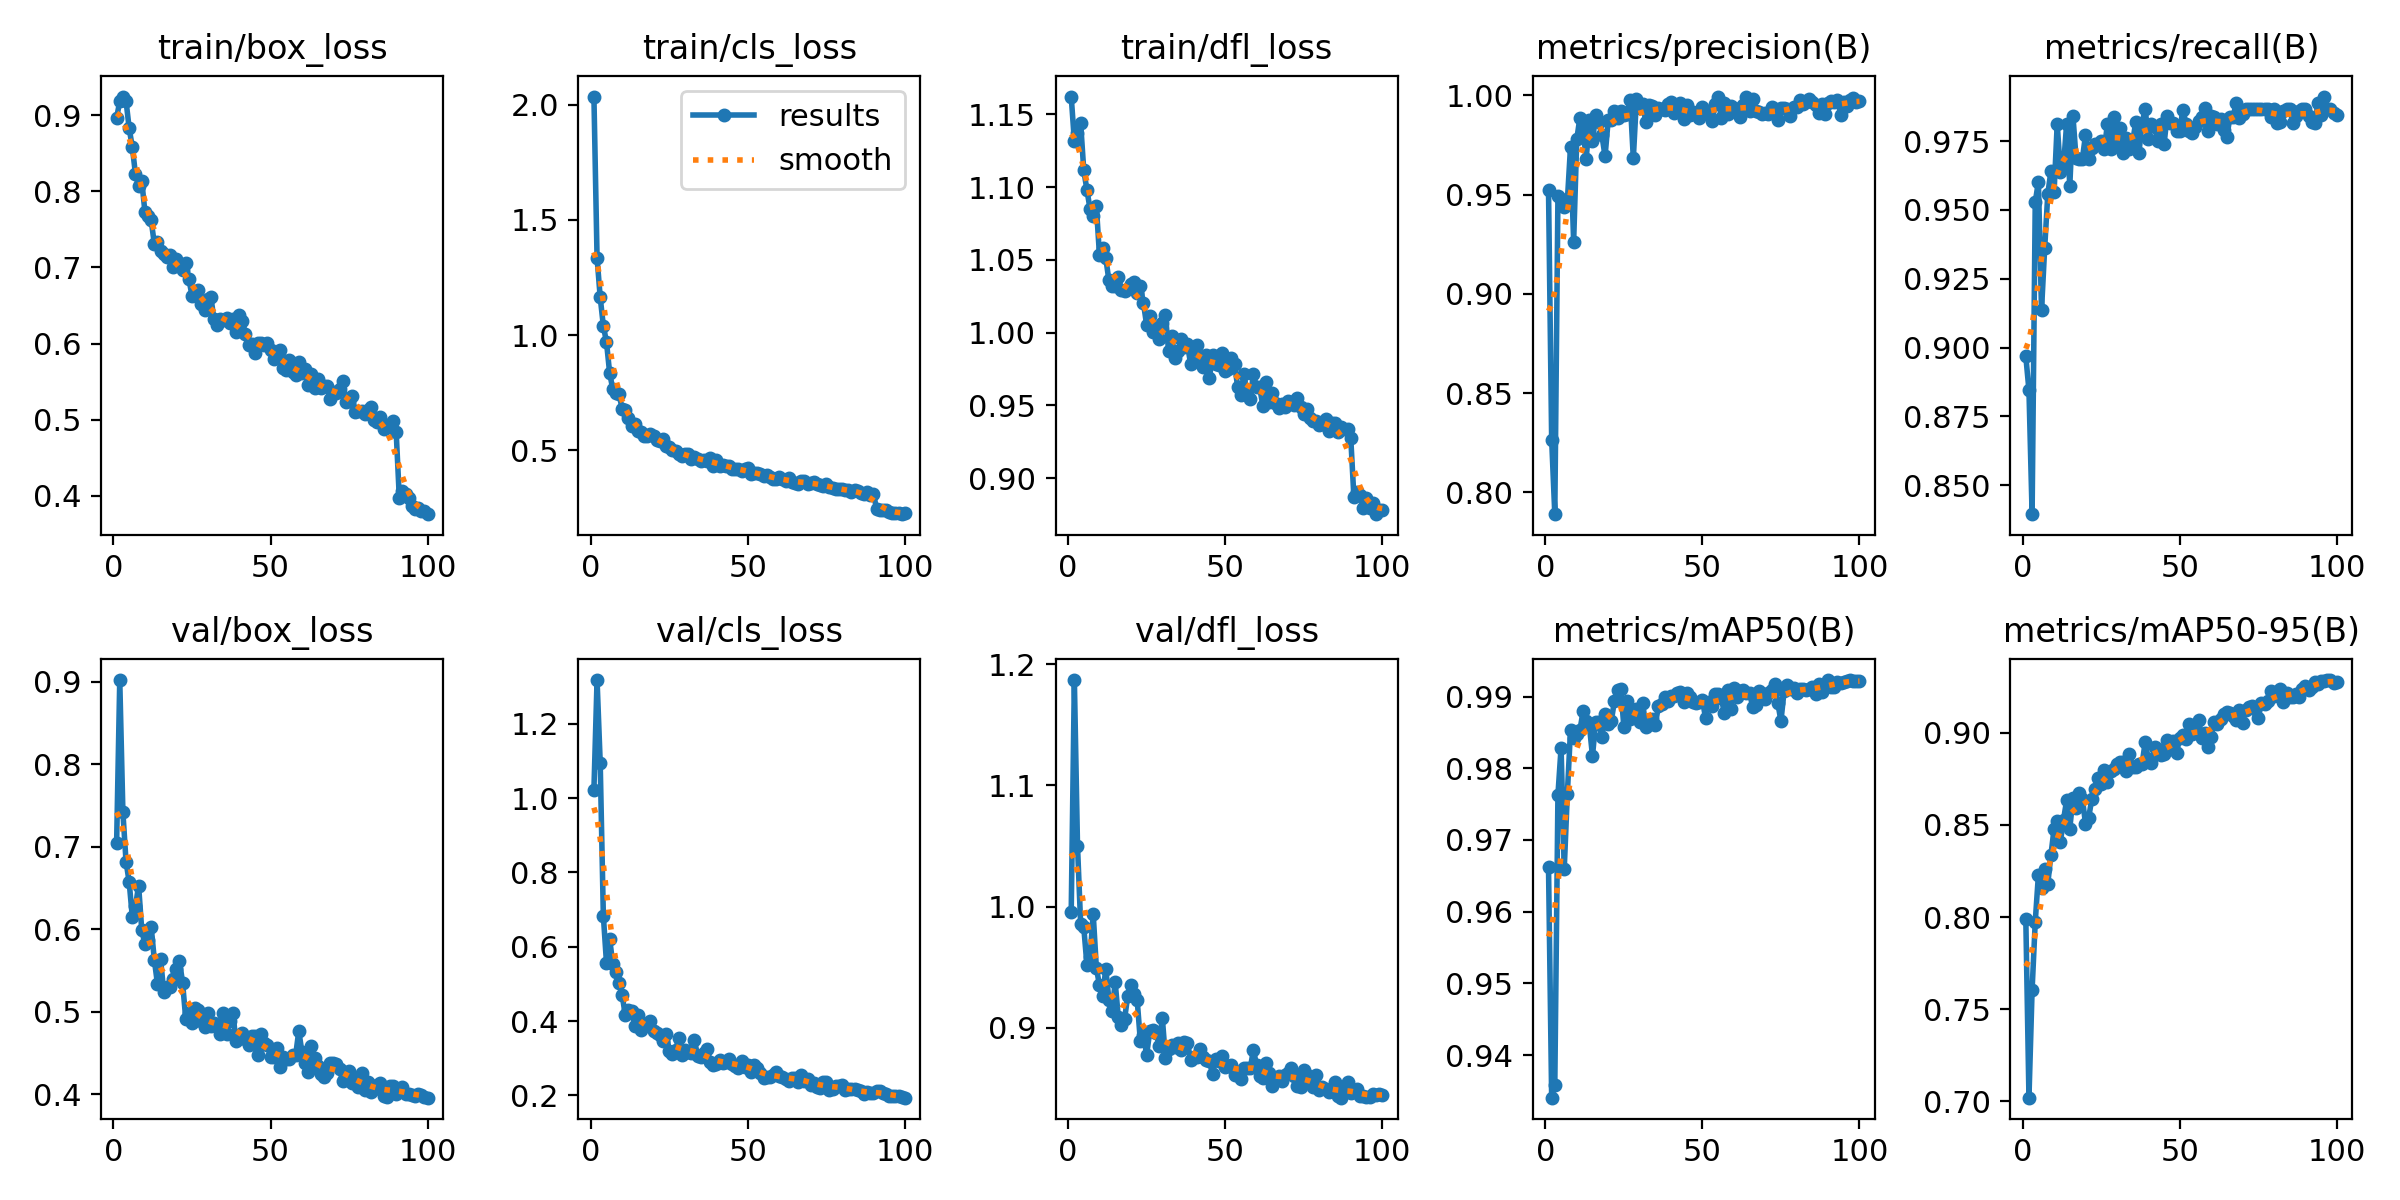 train/box_loss
train/cls_loss
train/dfl_loss
metrics/precision(B)
metrics/recall(B)
0.9
0.8
0.7
0.6
0.5
0.4
0 50 100
2.0
1.5
1.0
0.5
results
smooth
0 50 100
1.15
1.10
1.05
1.00
0.95
0.90
0 50 100
1.00
0.95
0.90
0.85
0.80
0 50 100
0.975
0.950
0.925
0.900
0.875
0.850
0 50 100
val/box_loss
val/cls_loss
val/dfl_loss
metrics/mAP50(B)
metrics/mAP50-95(B)
0.9
0.8
0.7
0.6
0.5
0.4
0 50 100
1.2
1.0
0.8
0.6
0.4
0.2
0 50 100
1.2
1.1
1.0
0.9
0 50 100
0.99
0.98
0.97
0.96
0.95
0.94
0 50 100
0.90
0.85
0.80
0.75
0.70
0 50 100